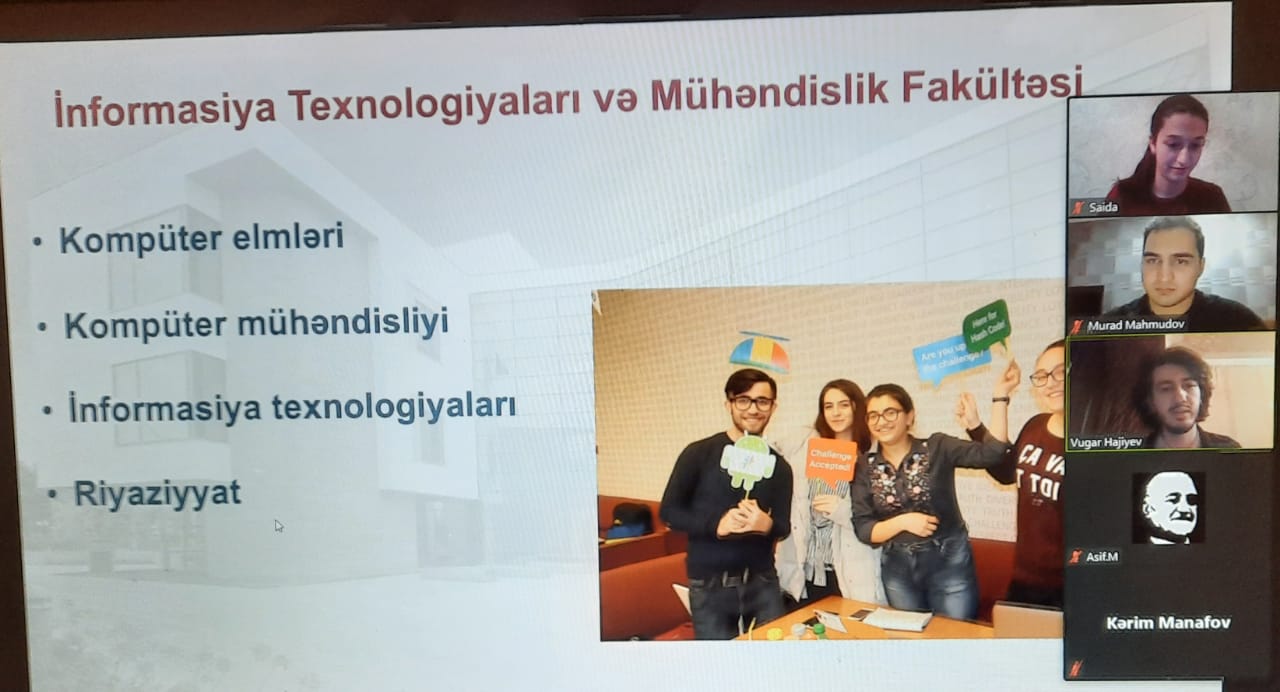 İnformasiya Texnologiyaları və Mühəndislik Fakültəsi
• Kompüter elmləri
• Kompüter mühəndisliyi
• İnformasiya texnologiyaları
• Riyaziyyat
Here for
Hash Code!
Are you up
the challenge?
Challenge
Accepted!
ÇA VA
T TOI
Saida
Murad Mahmudov
Vugar Hajiyev
Asif.M
Kərim Manafov